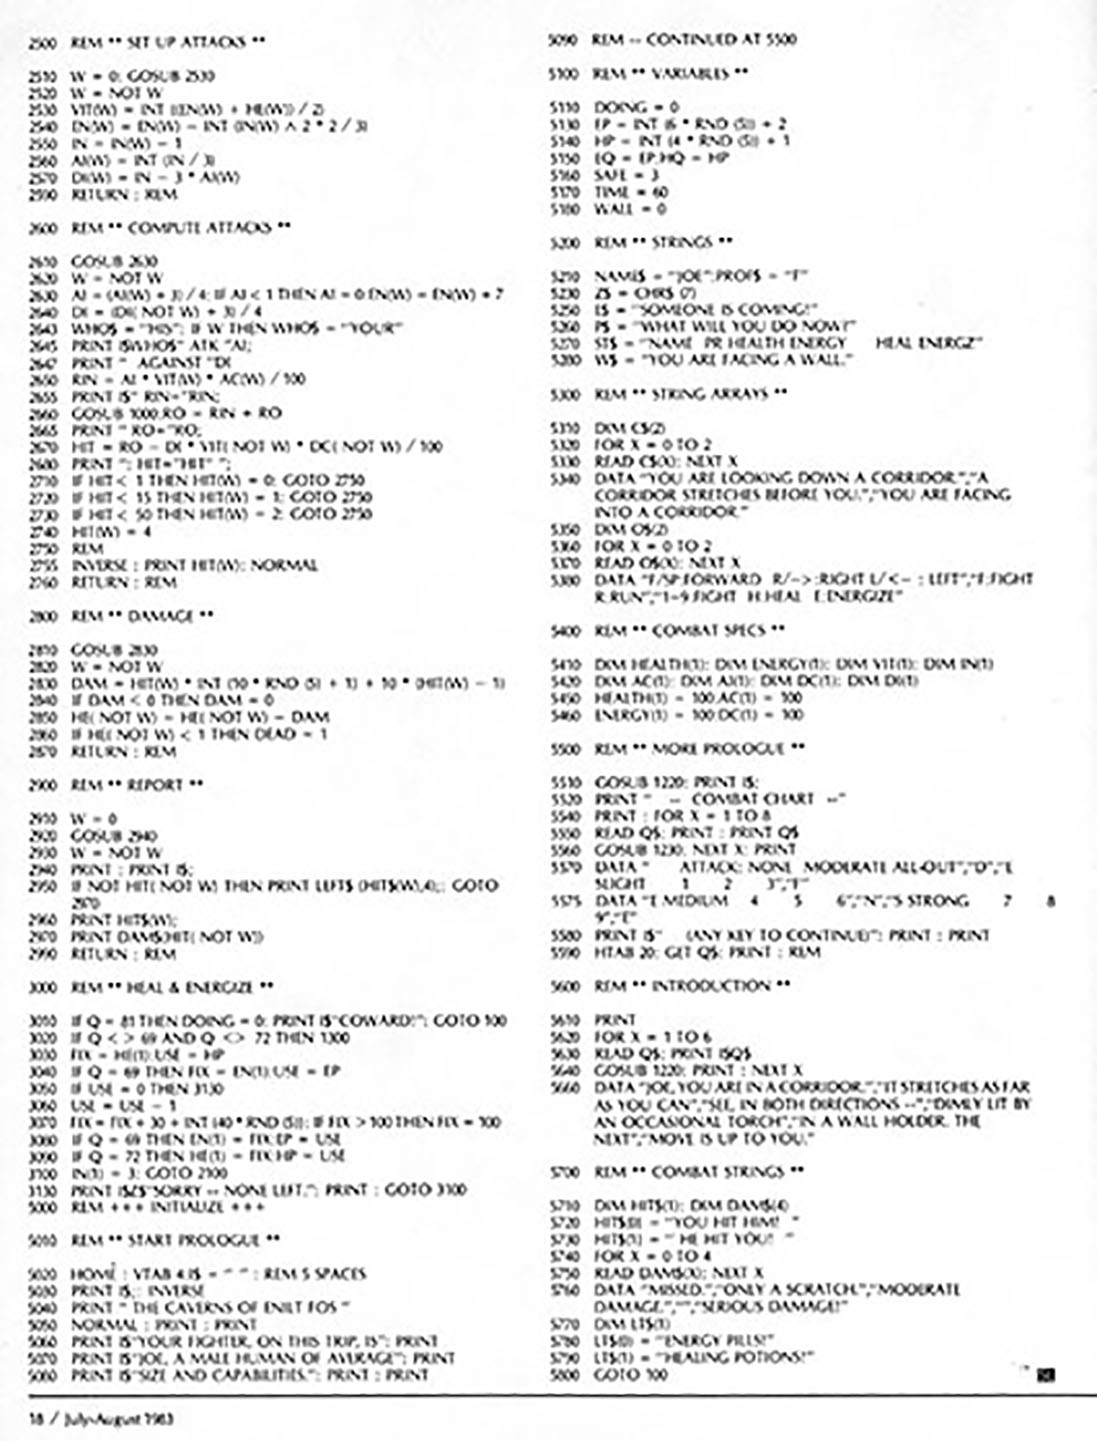 2500 REM ** SET UP ATTACKS **
2510 W = 0: GOSUB 2530
2520 W = NOT W
2530 VIT(W) = INT ((EN(W) + HE(W)) / 2)
2540 EN(W) = EN(W) - INT (IN(W) ^ 2 * 2 / 3)
2550 IN = IN(W) - 1
2560 AI(W) = INT (IN / 3)
2570 DI(W) = IN - 3 * AI(W)
2590 RETURN : REM
2600 REM ** COMPUTE ATTACKS **
2610 GOSUB 2630
2620 W = NOT W
2630 AI = (AI(W) + 3) / 4: IF AI < 1 THEN AI = 0:EN(W) = EN(W) + 7
2640 DI = (DI( NOT W) + 3) / 4
2643 WHO$ = "HIS": IF W THEN WHO$ = "YOUR"
2645 PRINT I$WHO$" ATK "AI;
2647 PRINT " AGAINST "DI
2650 RIN = AI * VIT(W) * AC(W) / 100
2655 PRINT I$" RIN="RIN;
2660 GOSUB 1000:RO = RIN + RO
2665 PRINT " RO="RO;
2670 HIT = RO - DI * VIT( NOT W) * DC( NOT W) / 100
2680 PRINT "; HIT="HIT" ";
2710 IF HIT < 1 THEN HIT(W) = 0: GOTO 2750
2720 IF HIT < 15 THEN HIT(W) = 1: GOTO 2750
2730 IF HIT < 50 THEN HIT(W) = 2: GOTO 2750
2740 HIT(W) = 4
2750 REM
2755 INVERSE : PRINT HIT(W): NORMAL
2760 RETURN : REM
2800 REM ** DAMAGE **
2810 GOSUB 2830
2820 W = NOT W
2830 DAM = HIT(W) * INT (10 * RND (5) + 1) + 10 * (HIT(W) - 1)
2840 IF DAM < 0 THEN DAM = 0
2850 HE( NOT W) = HE( NOT W) - DAM
2860 IF HE( NOT W) < 1 THEN DEAD = 1
2870 RETURN : REM
2900 REM ** REPORT **
2910 W = 0
2920 GOSUB 2940
2930 W = NOT W
2940 PRINT : PRINT I$;
2950 IF NOT HIT( NOT W) THEN PRINT LEFT$ (HIT$(W),4);: GOTO
2970
2960 PRINT HIT$(W);
2970 PRINT DAM$(HIT( NOT W))
2990 RETURN : REM
3000 REM ** HEAL & ENERGIZE **
3010 IF Q = 81 THEN DOING = 0: PRINT I$"COWARD!": GOTO 100
3020 IF Q < > 69 AND Q <> 72 THEN 1300
3030 FIX = HE(1):USE = HP
3040 IF Q = 69 THEN FIX = EN(1):USE = EP
3050 IF USE = 0 THEN 3130
3060 USE = USE - 1
3070 FIX = FIX + 30 + INT (40 * RND (5)): IF FIX > 100 THEN FIX = 100
3080 IF Q = 69 THEN EN(1) = FIX:EP = USE
3090 IF Q = 72 THEN HE(1) = FIX:HP = USE
3100 IN(1) = 3: GOTO 2100
3130 PRINT I$Z$"SORRY -- NONE LEFT.": PRINT : GOTO 3100
5000 REM +++ INITIALIZE +++
5010 REM ** START PROLOGUE **
5020 HOME : VTAB 4:I$ = " " : REM 5 SPACES
5030 PRINT I$;: INVERSE
5040 PRINT " THE CAVERNS OF ENILT FOS "
5050 NORMAL : PRINT : PRINT
5060 PRINT I$"YOUR FIGHTER, ON THIS TRIP, IS": PRINT
5070 PRINT I$"JOE, A MALE HUMAN OF AVERAGE": PRINT
5080 PRINT I$"SIZE AND CAPABILITIES.": PRINT : PRINT
5090 REM -- CONTINUED AT 5500
5100 REM ** VARIABLES **
5110 DOING = 0
5130 EP = INT (6 * RND (5)) + 2
5140 HP = INT (4 * RND (5)) + 1
5150 EQ = EP:HQ = HP
5160 SAFE = 3
5170 TIME = 60
5180 WALL = 0
5200 REM ** STRINGS **
5210 NAME$ = "JOE":PROF$ = "F"
5230 Z$ = CHR$ (7)
5250 E$ = "SOMEONE IS COMING!"
5260 P$ = "WHAT WILL YOU DO NOW?"
5270 ST$ = "NAME PR HEALTH ENERGY HEAL ENERGZ"
5280 W$ = "YOU ARE FACING A WALL."
5300 REM ** STRING ARRAYS **
5310 DIM C$(2)
5320 FOR X = 0 TO 2
5330 READ C$(X): NEXT X
5340 DATA "YOU ARE LOOKING DOWN A CORRIDOR.","A
CORRIDOR STRETCHES BEFORE YOU.","YOU ARE FACING
INTO A CORRIDOR."
5350 DIM O$(2)
5360 FOR X = 0 TO 2
5370 READ O$(X): NEXT X
5380 DATA "F/SP:FORWARD R/->:RIGHT L/<- : LEFT","F:FIGHT
R:RUN","1-9:FIGHT H:HEAL E:ENERGIZE"
5400 REM ** COMBAT SPECS **
5410 DIM HEALTH(1): DIM ENERGY(1): DIM VIT(1): DIM IN(1)
5420 DIM AC(1): DIM AI(1): DIM DC(1): DIM DI(1)
5450 HEALTH(1) = 100:AC(1) = 100
5460 ENERGY(1) = 100:DC(1) = 100
5500 REM ** MORE PROLOGUE **
5510 GOSUB 1220: PRINT I$;
5520 PRINT " -- COMBAT CHART --"
5540 PRINT : FOR X = 1 TO 8
5550 READ Q$: PRINT : PRINT Q$
5560 GOSUB 1230: NEXT X: PRINT
5570 DATA " ATTACK: NONE MODERATE ALL-OUT","D","E
SLIGHT 1 2 3","F"
5575 DATA "E MEDIUM 4 5 6","N","S STRONG 7 8
9","E"
5580 PRINT I$" (ANY KEY TO CONTINUE)": PRINT : PRINT
5590 HTAB 20: GET Q$: PRINT : REM
5600 REM ** INTRODUCTION **
5610 PRINT
5620 FOR X = 1 TO 6
5630 READ Q$: PRINT I$Q$
5640 GOSUB 1220: PRINT : NEXT X
5660 DATA "JOE, YOU ARE IN A CORRIDOR.","IT STRETCHES AS FAR
AS YOU CAN","SEE, IN BOTH DIRECTIONS --","DIMLY LIT BY
AN OCCASIONAL TORCH","IN A WALL HOLDER. THE
NEXT","MOVE IS UP TO YOU."
5700 REM ** COMBAT STRINGS **
5710 DIM HIT$(1): DIM DAM$(4)
5720 HIT$(0) = "YOU HIT HIM! "
5730 HIT$(1) = " HE HIT YOU! "
5740 FOR X = 0 TO 4
5750 READ DAM$(X): NEXT X
5760 DATA "MISSED.","ONLY A SCRATCH.","MODERATE
DAMAGE.","","SERIOUS DAMAGE!"
5770 DIM LT$(1)
5780 LT$(0) = "ENERGY PILLS!"
5790 LT$(1) = "HEALING POTIONS!"
5800 GOTO 100
18 / July-August 1983